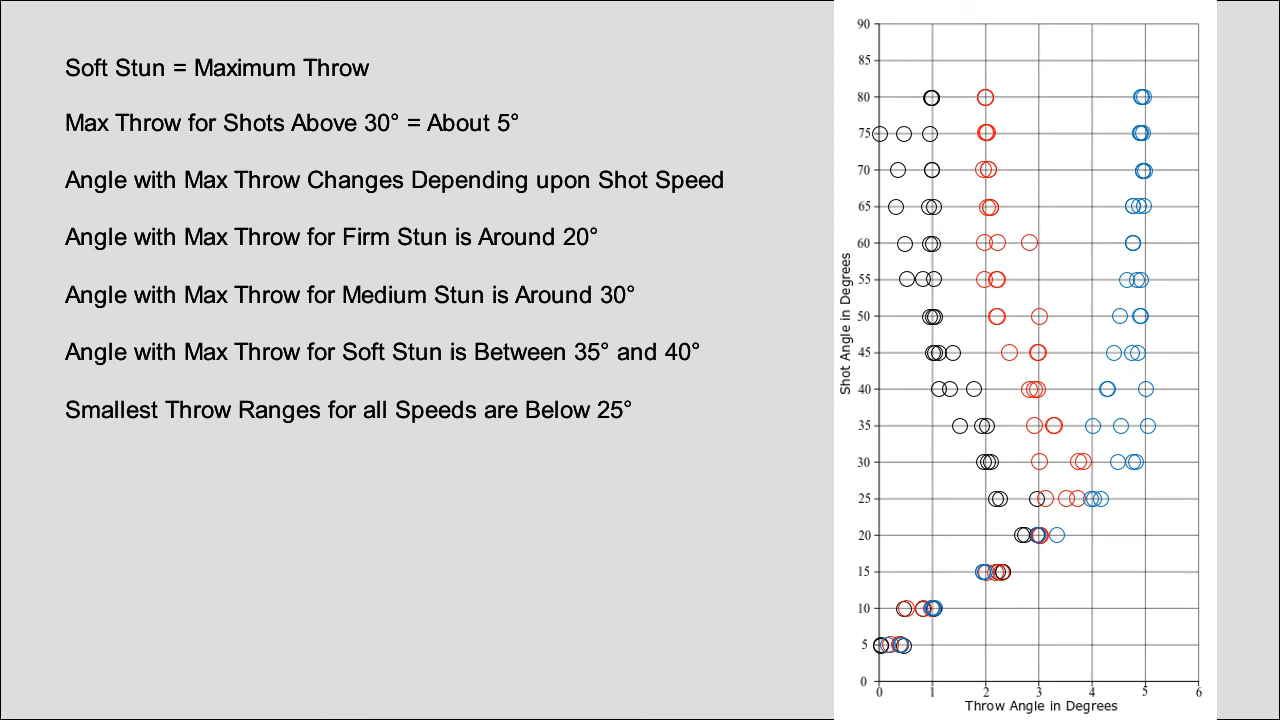 Soft Stun = Maximum Throw
Max Throw for Shots Above 30° = About 5°
Angle with Max Throw Changes Depending upon Shot Speed
Angle with Max Throw for Firm Stun is Around 20°
Angle with Max Throw for Medium Stun is Around 30°
Angle with Max Throw for Soft Stun is Between 35° and 40°
Smallest Throw Ranges for all Speeds are Below 25°
Shot Angle in Degrees
90
85
80
75
70
65
60
55
50
45
40
35
30
25
20
15
10
5
0
0 1 2 3 4 5 6
Throw Angle in Degrees